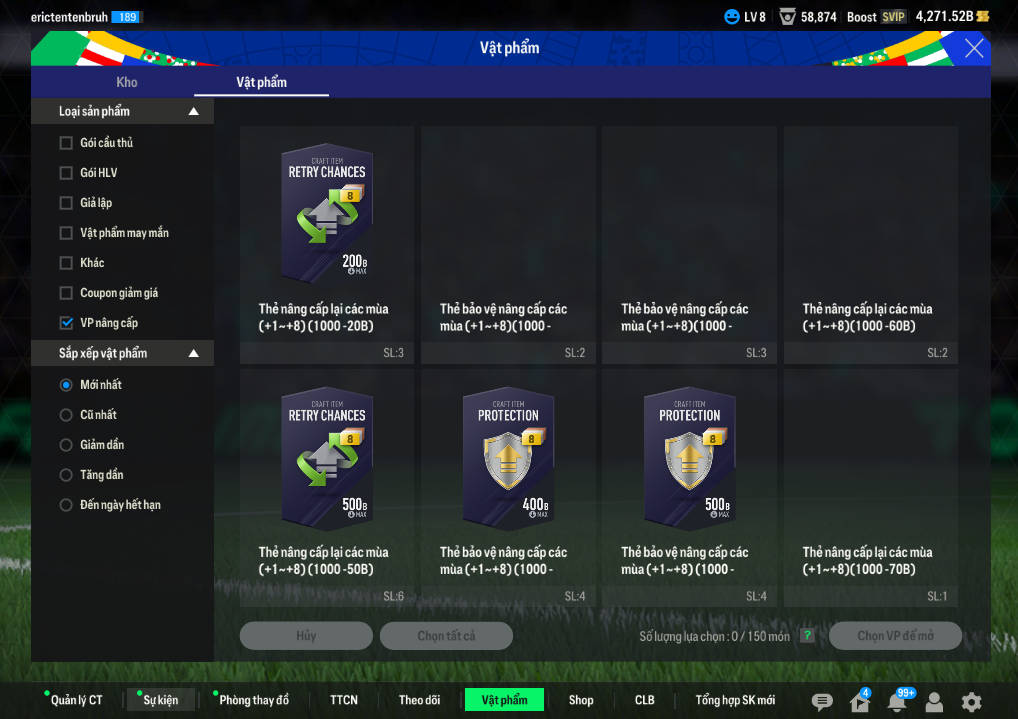 erictentenbruh 189
LV 8 58,874 Boost SVIP 4,271.52B
Vật phẩm
Kho Vật phẩm
Loại sản phẩm
Gói cầu thủ
Gói HLV
Giả lập
Vật phẩm may mắn
Khác
Coupon giảm giá
VP nâng cấp
Sắp xếp vật phẩm
Mới nhất
Cũ nhất
Giảm dần
Tăng dần
Đến ngày hết hạn
CRAFT ITEM
RETRY CHANCES
8
200B
MAX
Thẻ nâng cấp lại các mùa
(+1~+8) (1000 -20B)
SL:3
Thẻ bảo vệ nâng cấp các
mùa (+1~+8)(1000 -
SL:2
Thẻ bảo vệ nâng cấp các
mùa (+1~+8)(1000 -
SL:3
Thẻ nâng cấp lại các mùa
(+1~+8)(1000 -60B)
SL:2
CRAFT ITEM
RETRY CHANCES
8
500B
MAX
Thẻ nâng cấp lại các mùa
(+1~+8) (1000 -50B)
SL:6
CRAFT ITEM
PROTECTION
8
400B
MAX
Thẻ bảo vệ nâng cấp các
mùa (+1~+8) (1000 -
SL:4
CRAFT ITEM
PROTECTION
8
500B
MAX
Thẻ bảo vệ nâng cấp các
mùa (+1~+8) (1000 -
SL:4
Thẻ nâng cấp lại các mùa
(+1~+8)(1000 -70B)
SL:1
Hủy Chọn tất cả Số lượng lựa chọn : 0 / 150 món ? Chọn VP để mở
Quản lý CT Sự kiện Phòng thay đồ TTCN Theo dõi Vật phẩm Shop CLB Tổng hợp SK mới 4 99+